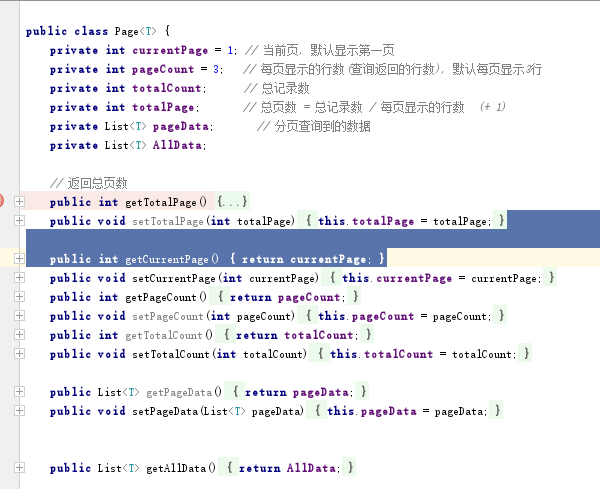 public class Page<T> {
private int currentPage = 1; // 当前页, 默认显示第一页
private int pageCount = 3; // 每页显示的行数(查询返回的行数), 默认每页显示3行
private int totalCount; // 总记录数
private int totalPage; // 总页数 = 总记录数 / 每页显示的行数 (+ 1)
private List<T> pageData; // 分页查询到的数据
private List<T> AllData;
// 返回总页数
public int getTotalPage() {...}
public void setTotalPage(int totalPage) { this.totalPage = totalPage; }
public int getCurrentPage() { return currentPage; }
public void setCurrentPage(int currentPage) { this.currentPage = currentPage; }
public int getPageCount() { return pageCount; }
public void setPageCount(int pageCount) { this.pageCount = pageCount; }
public int getTotalCount() { return totalCount; }
public void setTotalCount(int totalCount) { this.totalCount = totalCount; }
public List<T> getPageData() { return pageData; }
public void setPageData(List<T> pageData) { this.pageData = pageData; }
public List<T> getAllData() { return AllData; }